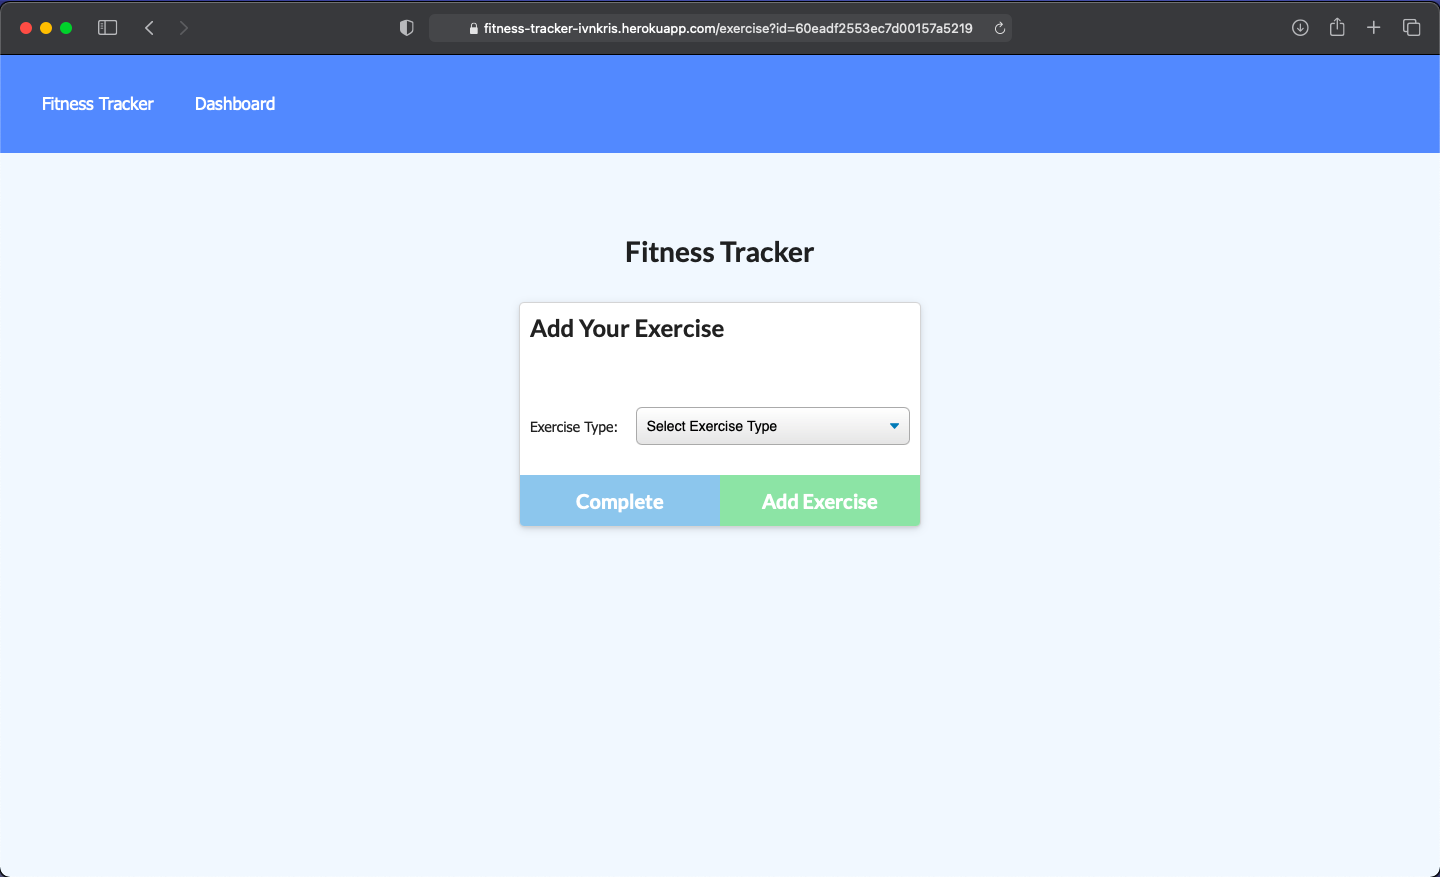 fitness-tracker-ivnkris.herokuapp.com/exercise?id=60eadf2553ec7d00157a5219
Fitness Tracker Dashboard
Fitness Tracker
Add Your Exercise
Exercise Type: Select Exercise Type
Complete Add Exercise